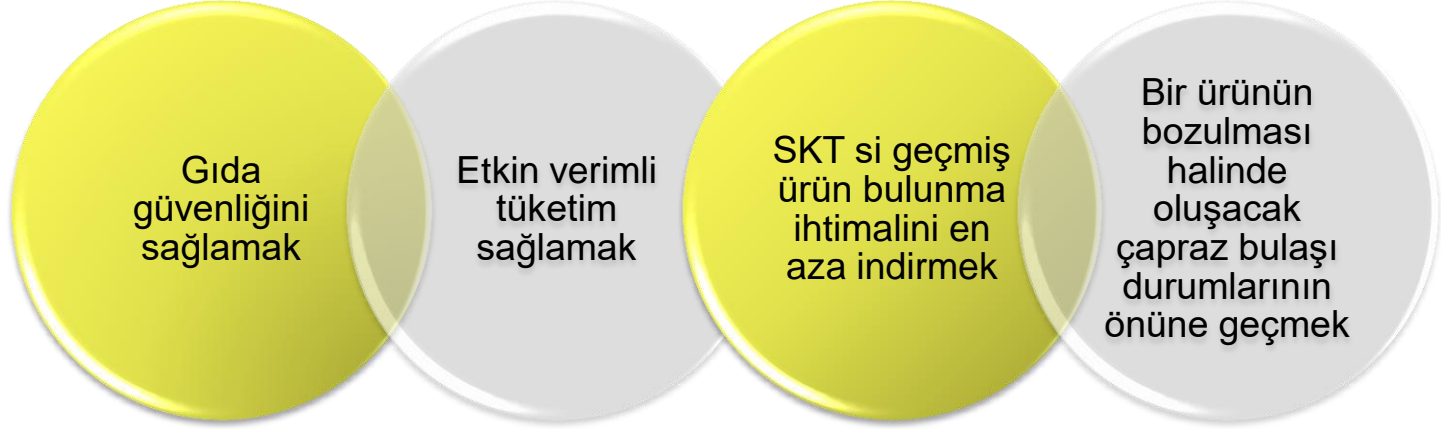 Gıda
güvenliğini
sağlamak
Etkin verimli
tüketim
sağlamak
SKT si geçmiş
ürün bulunma
ihtimalini en
aza indirmek
Bir ürünün
bozulması
halinde
oluşacak
çapraz bulaşı
durumlarının
önüne geçmek